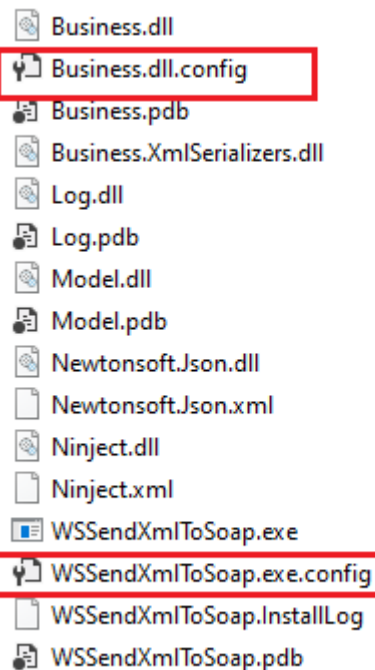 Business.dll
Business.dll.config
Business.pdb
Business.XmlSerializers.dll
Log.dll
Log.pdb
Model.dll
Model.pdb
Newtonsoft.Json.dll
Newtonsoft.Json.xml
Ninject.dll
Ninject.xml
WSSendXmlToSoap.exe
WSSendXmlToSoap.exe.config
WSSendXmlToSoap.InstallLog
WSSendXmlToSoap.pdb